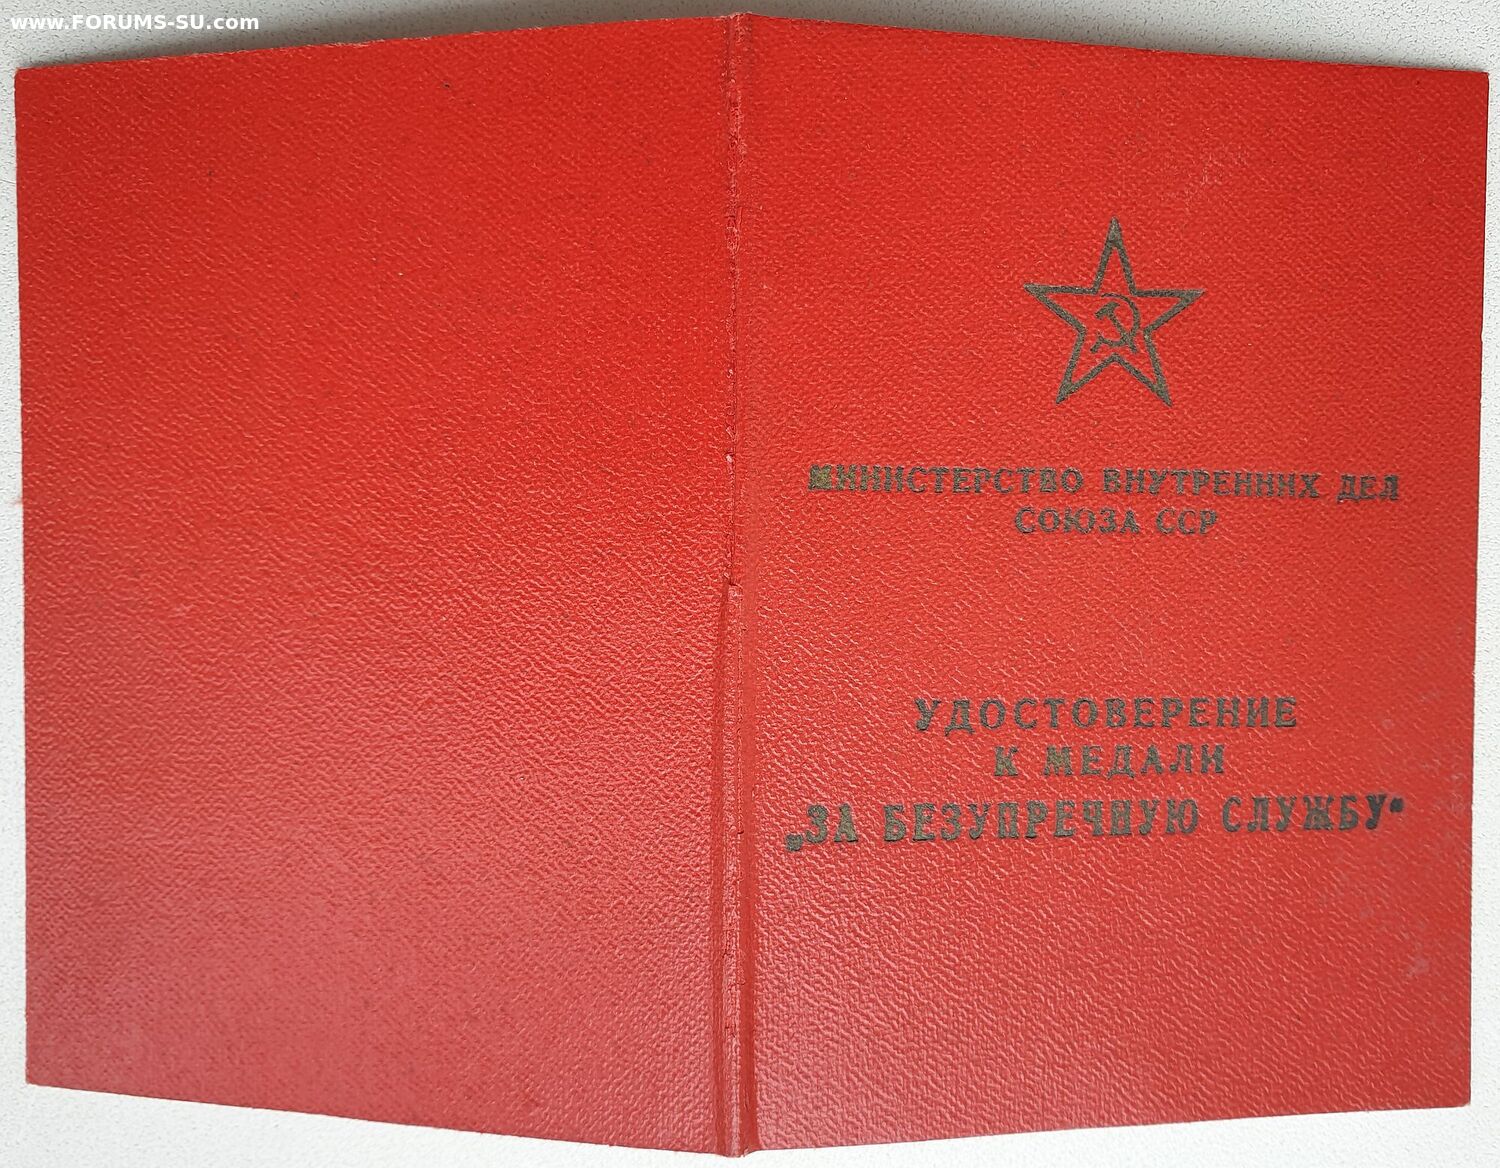 www.FORUMS-SU.com
МИНИСТЕРСТВО ВНУТРЕННИХ ДЕЛ
СОЮЗА ССР
УДОСТОВЕРЕНИЕ
К МЕДАЛИ
„ЗА БЕЗУПРЕЧНУЮ СЛУЖБУ“